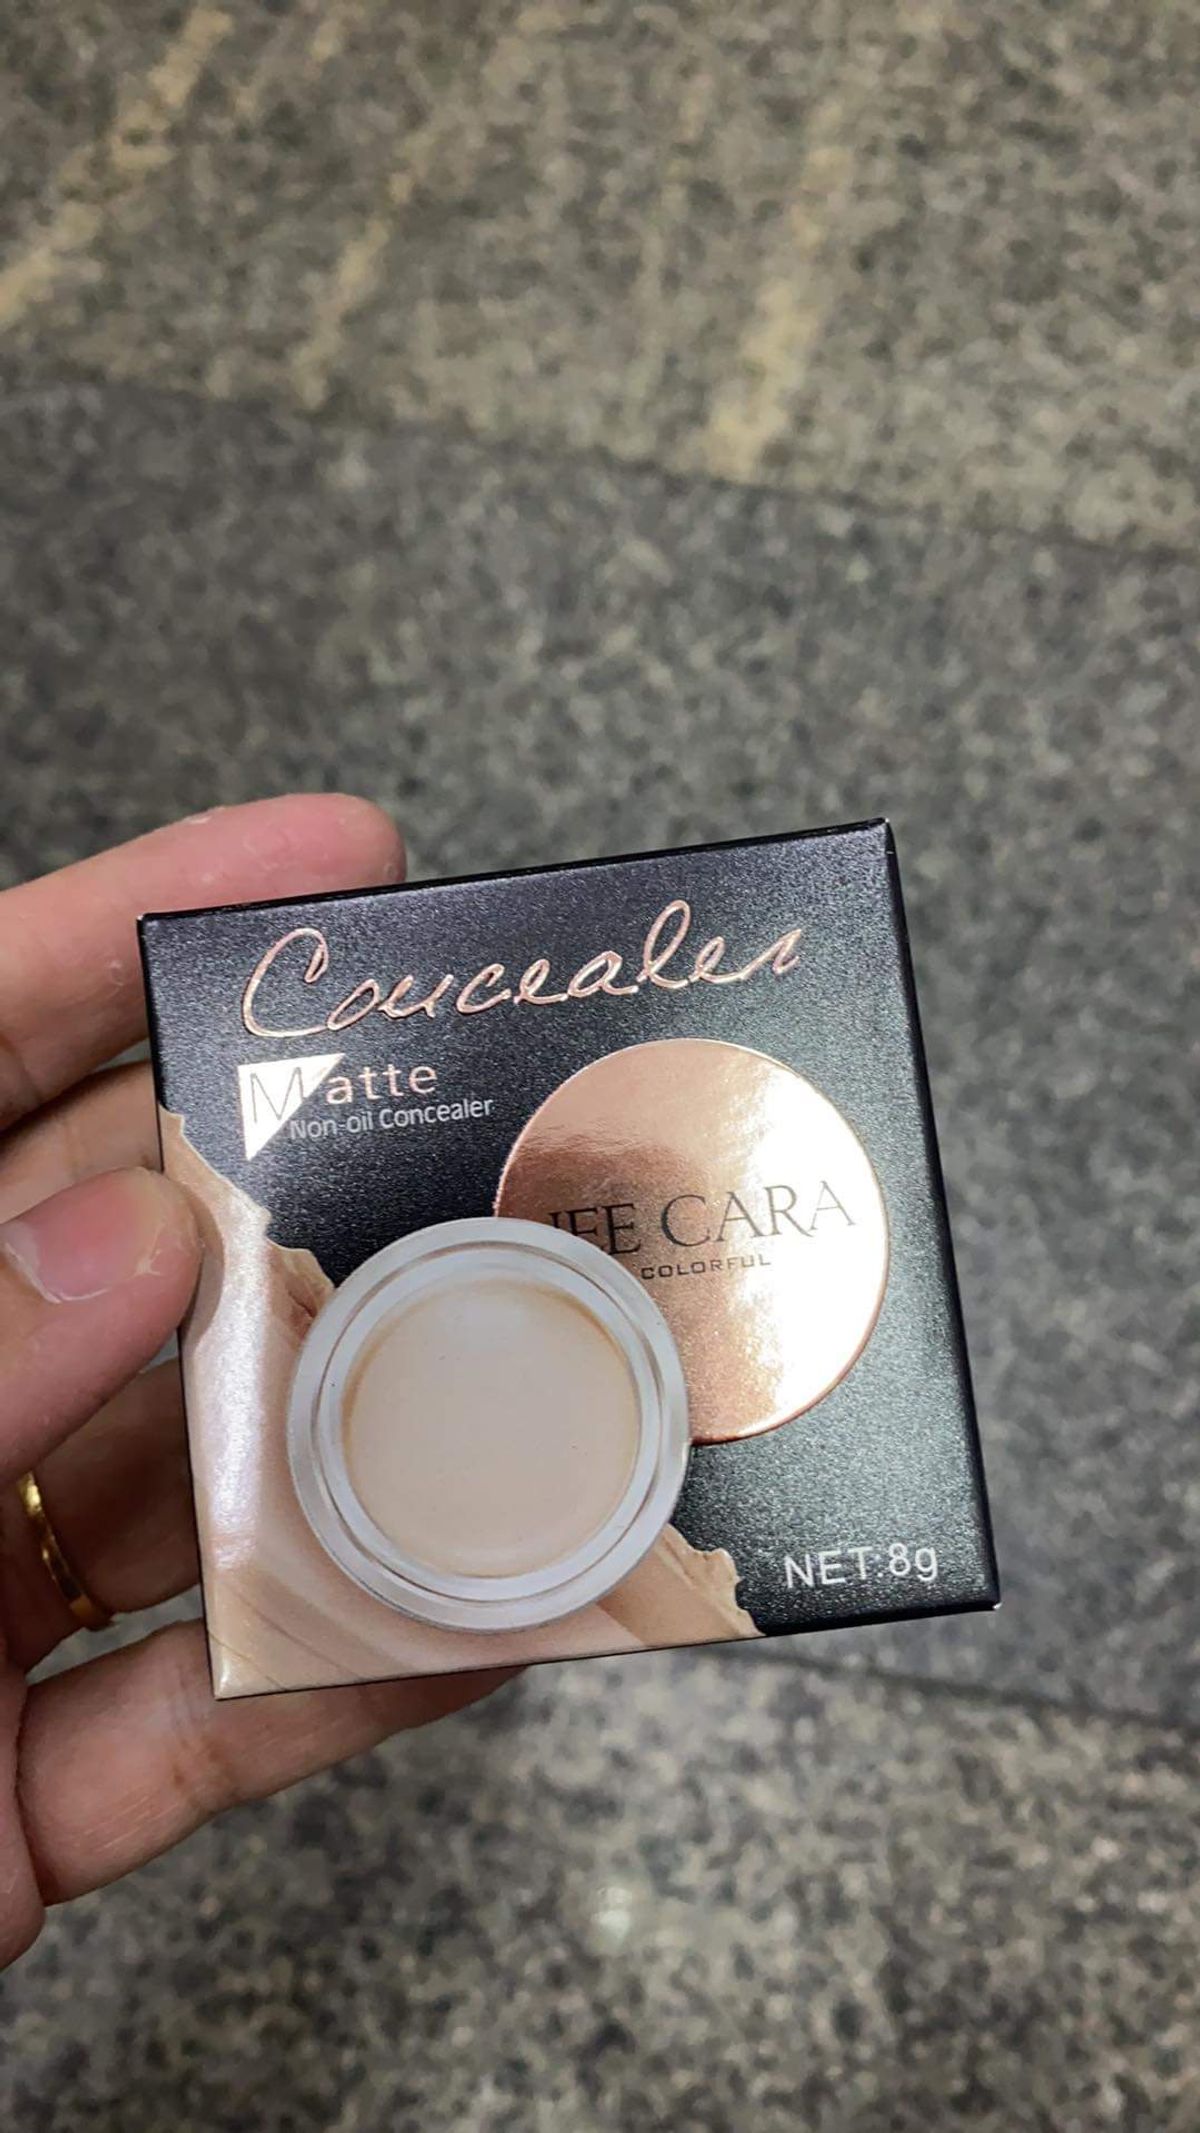 Concealer
Matte
Non-oil Concealer
CARA
COLORFUL
NET:8g